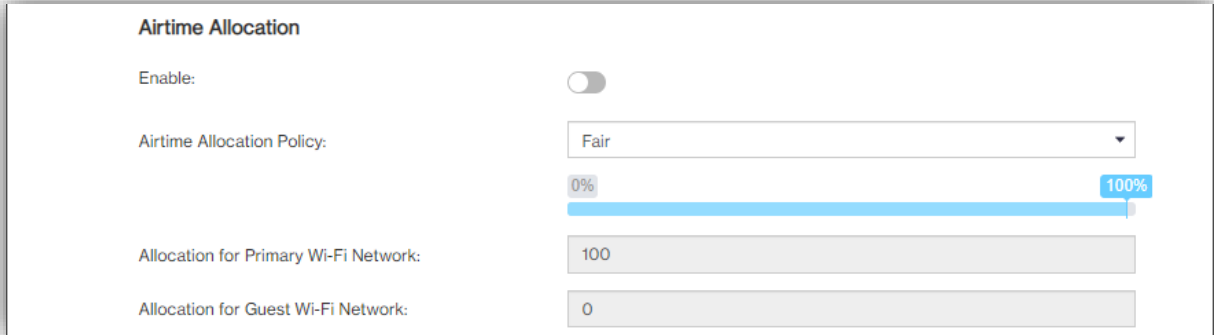 Airtime Allocation
Enable:
Airtime Allocation Policy: Fair
0% 100%
Allocation for Primary Wi-Fi Network: 100
Allocation for Guest Wi-Fi Network: 0